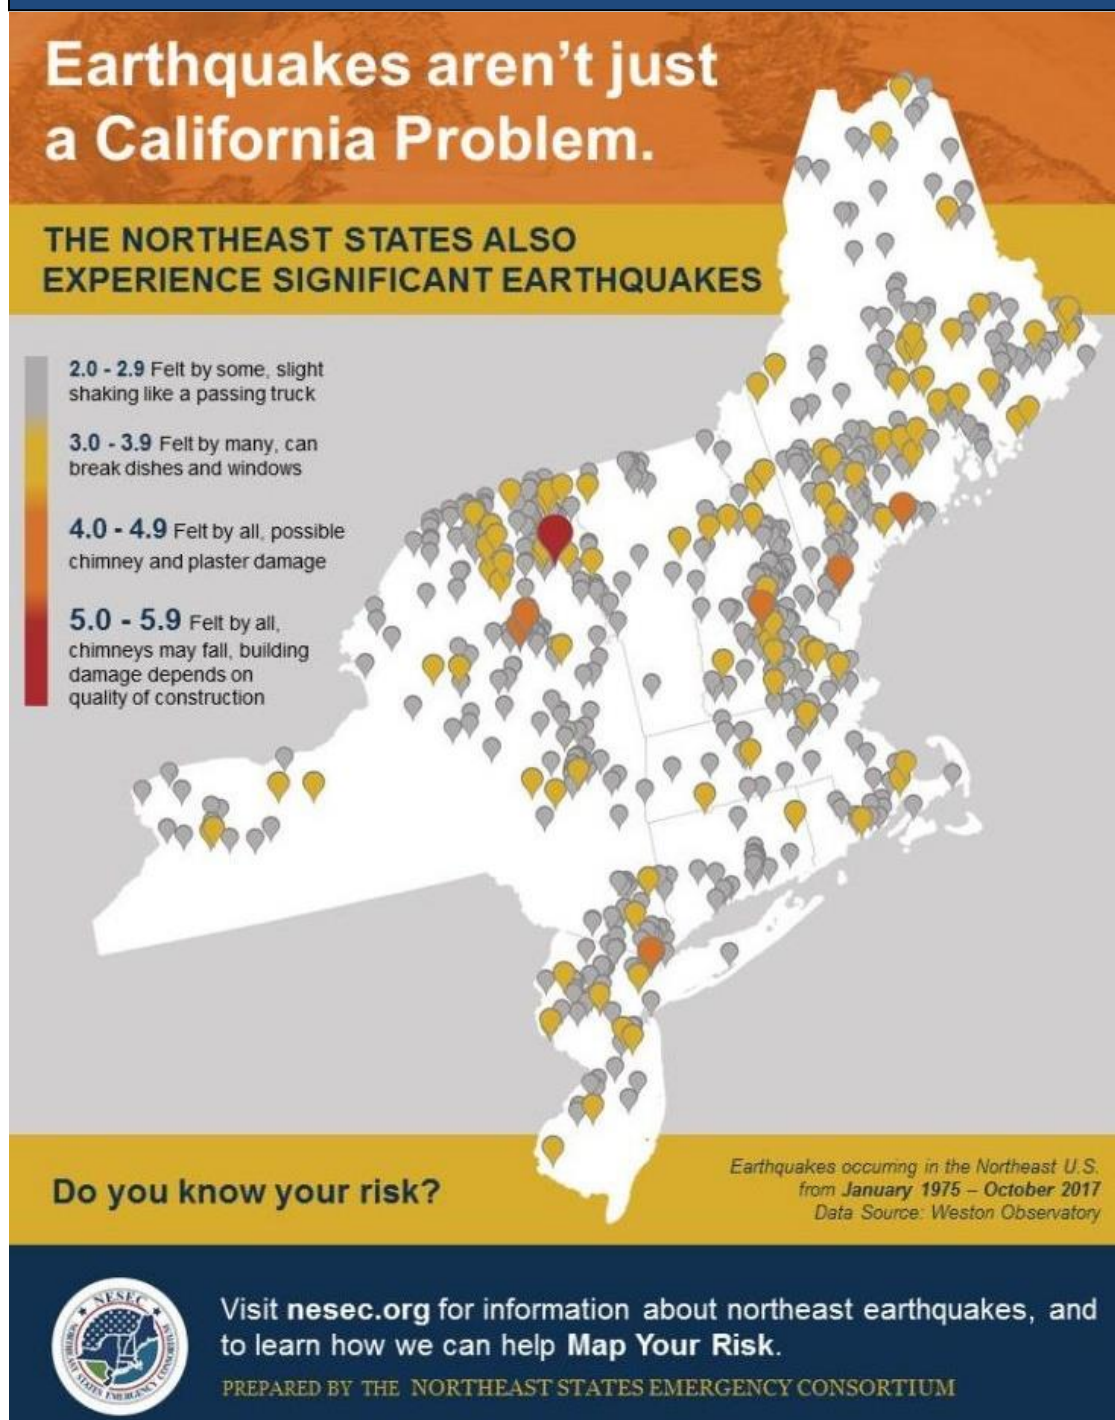 Earthquakes aren't just
a California Problem.
THE NORTHEAST STATES ALSO
EXPERIENCE SIGNIFICANT EARTHQUAKES
2.0 - 2.9 Felt by some, slight
shaking like a passing truck
3.0 - 3.9 Felt by many, can
break dishes and windows
4.0 - 4.9 Felt by all, possible
chimney and plaster damage
5.0 - 5.9 Felt by all,
chimneys may fall, building
damage depends on
quality of construction
Do you know your risk?
Earthquakes occurring in the Northeast U.S.
from January 1975 – October 2017
Data Source: Weston Observatory
NESEC
NORTHEAST STATES EMERGENCY CONSORTIUM
Visit nesec.org for information about northeast earthquakes, and
to learn how we can help Map Your Risk.
PREPARED BY THE NORTHEAST STATES EMERGENCY CONSORTIUM